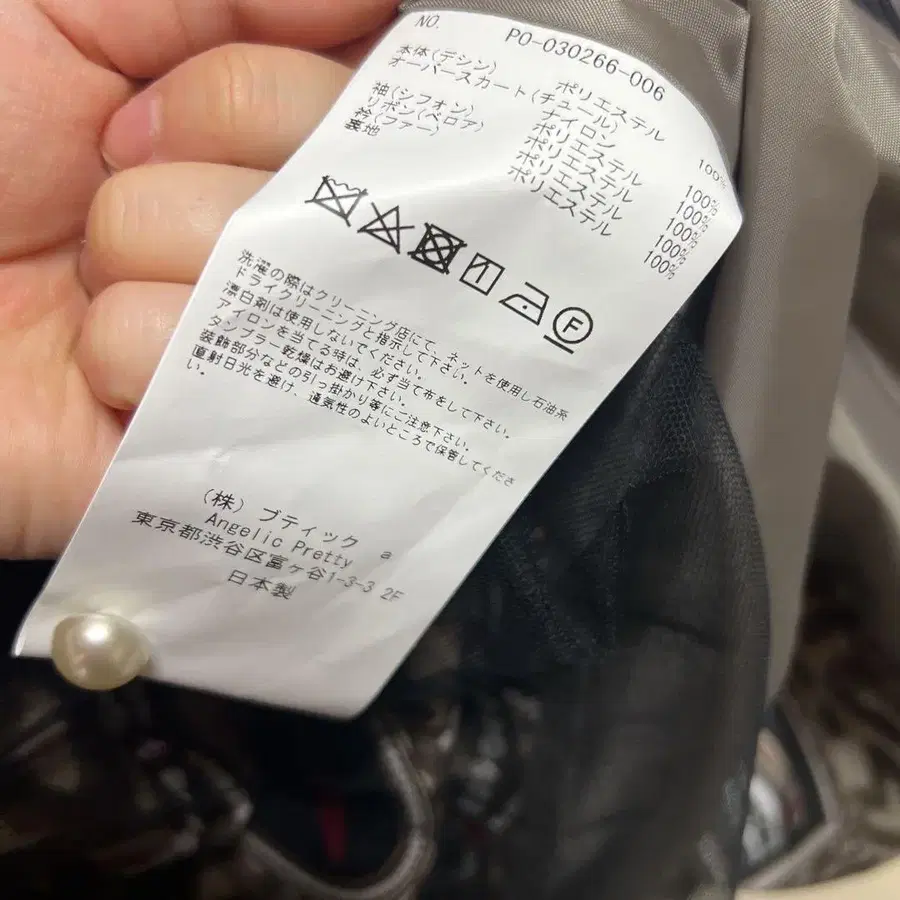 NO. P0-030266-006
本体(デシン) ポリエステル 100%
オーバースカート(チュール) ナイロン 100%
袖(シフォン) ポリエステル 100%
リボン(ベロア) ポリエステル 100%
衿(ファー) ポリエステル 100%
裏地 ポリエステル 100%
1 F
洗濯の際はクリーニング店にて、ネットを使用し石油系
ドライクリーニングと指示して下さい。
漂白剤は使用しないでください。
アイロンを当てる時は、必ず当て布をして下さい。
タンブラー乾燥はお避け下さい。
装飾部分などの引っ掛かり等にご注意下さい。
直射日光を避け、通気性のよいところで保管してくださ
い。
(株) ブティック a
Angelic Pretty
東京都渋谷区富ヶ谷1-3-3 2F
日本製